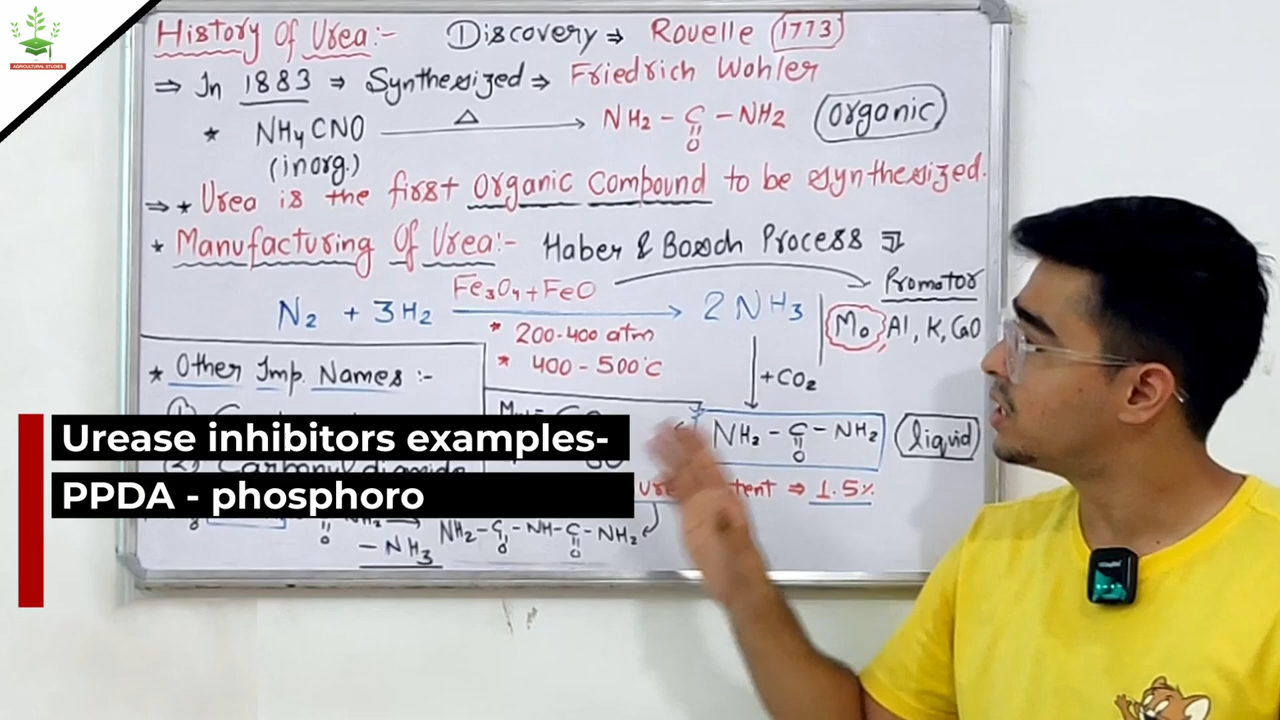 History Of Urea:- Discovery ⇒ Rouelle (1773)
⇒ In 1883 ⇒ Synthesized ⇒ Friedrich Wohler
* NH4 CNO —Δ→ NH2 - C - NH2 (organic)
O
(inorg.)
⇒ * Urea is the first Organic Compound to be synthesized.
* Manufacturing Of Urea:- Haber & Bosch Process
Fe3O4 + FeO
Promotor
N2 + 3H2 → 2NH3
Mo, Al, K, CaO
* 200-400 atm
* 400 - 500°C
+CO2
* Other Imp. Names :-
NH2 - C - NH2 (liquid)
O
Urease inhibitors examples-
PPDA - phosphoro
⇒ 1.5%
- NH3
NH2 - C - NH - C - NH2
O O
AGRICULTURAL STUDIES